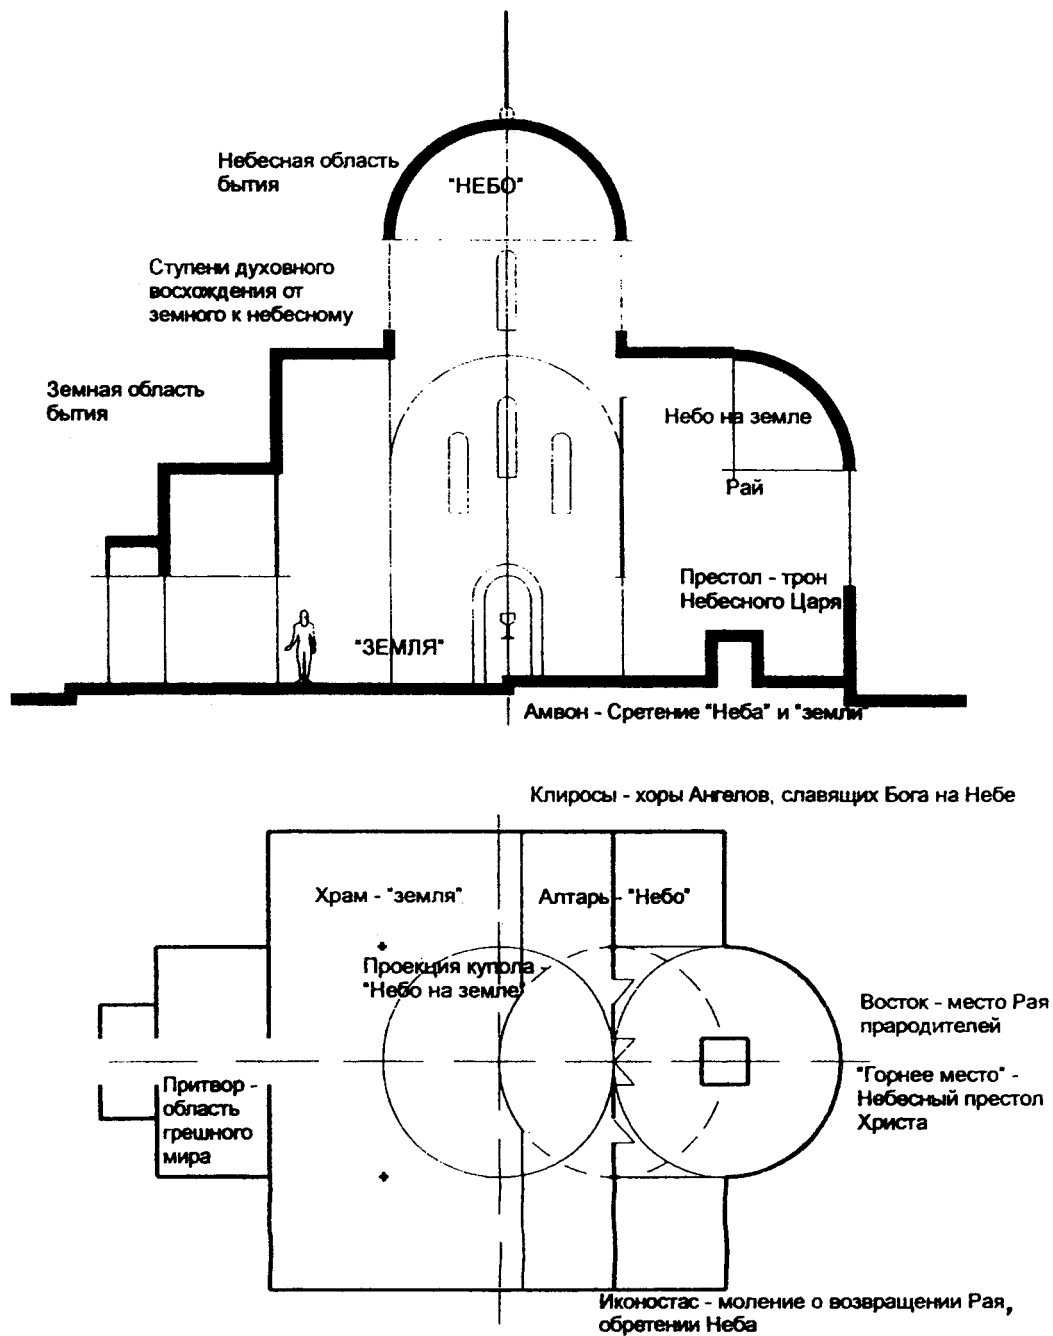 Небесная область
бытия
"НЕБО"
Ступени духовного
восхождения от
земного к небесному
Земная область
бытия
Небо на земле
Рай
Престол - трон
Небесного Царя
"ЗЕМЛЯ"
Амвон - Сретение "Неба" и "земли"
Клиросы - хоры Ангелов, славящих Бога на Небе
Храм - "земля"
Алтарь - "Небо"
Проекция купола -
"Небо на земле"
Восток - место Рая
прародителей
"Горнее место" -
Небесный престол
Христа
Притвор -
область
грешного
мира
Иконостас - моление о возвращении Рая,
обретении Неба